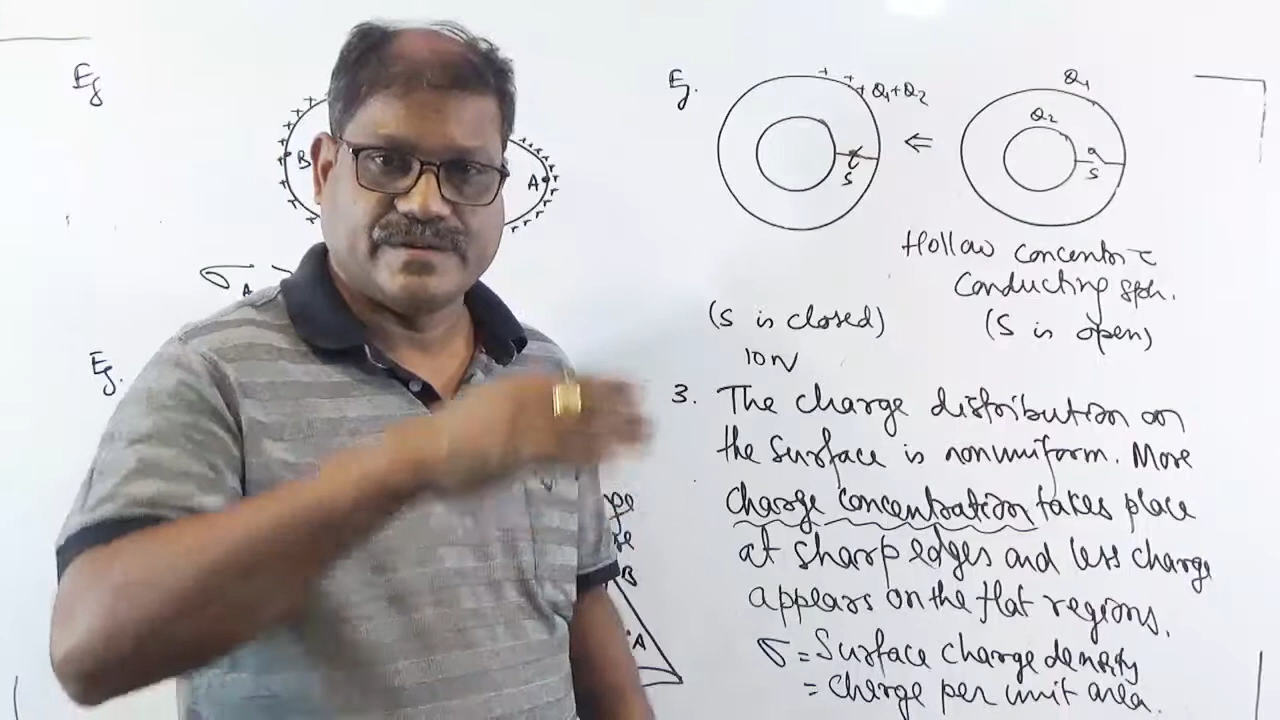 Eg
+ + + + + +
B
+ + + + + +
A
σA >
Eg.
Eg.
+ + + Q1+Q2
S
⇐
Q1
Q2
S
Hollow concentric
Conducting sph.
(S is closed)
(S is open)
10N
3. The charge distribution on
the surface is nonuniform. More
charge concentration takes place
at sharp edges and less charge
appears on the flat regions.
σ = Surface charge density
= charge per unit area.
B
A